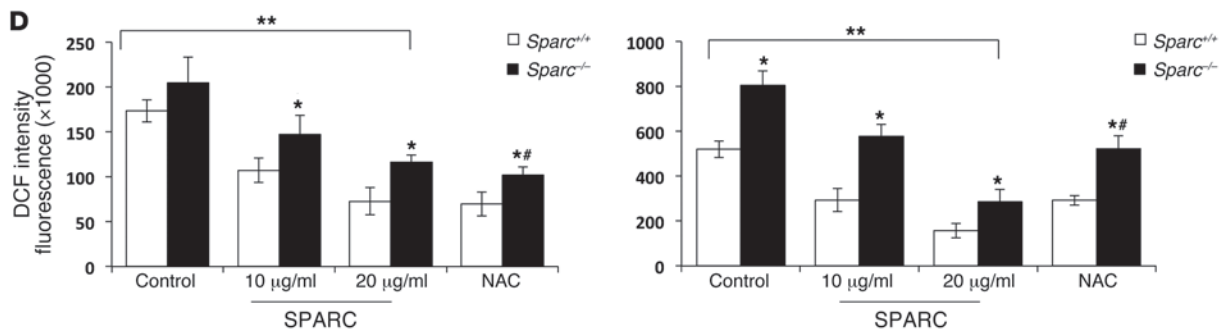 D
**
250
200
150
100
50
0
DCF intensity
fluorescence (×1000)
Sparc+/+
Sparc–/–
*
*
*#
Control
10 μg/ml
20 μg/ml
NAC
SPARC
**
1000
800
600
400
200
0
Sparc+/+
Sparc–/–
*
*
*
*#
Control
10 μg/ml
20 μg/ml
NAC
SPARC